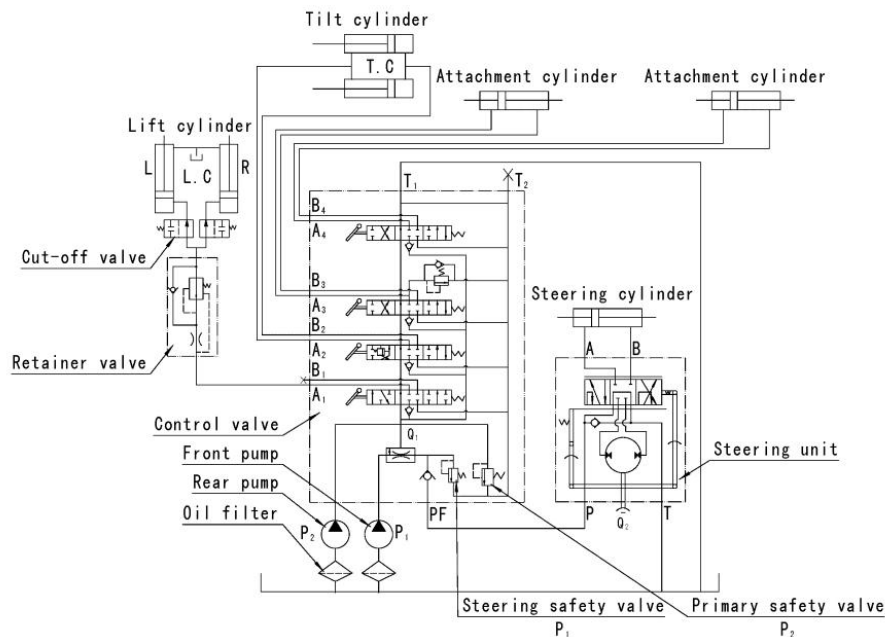 Tilt cylinder
T.C
Attachment cylinder
Attachment cylinder
Lift cylinder
L
L.C
R
T₁
T₂
B₄
A₄
Cut-off valve
B₃
A₃
Steering cylinder
B₂
A
B
Retainer valve
A₂
B₁
A₁
Control valve
Q₁
Front pump
Steering unit
Rear pump
Oil filter
P₂
P₁
PF
P
Q₂
T
Steering safety valve
P₁
Primary safety valve
P₂